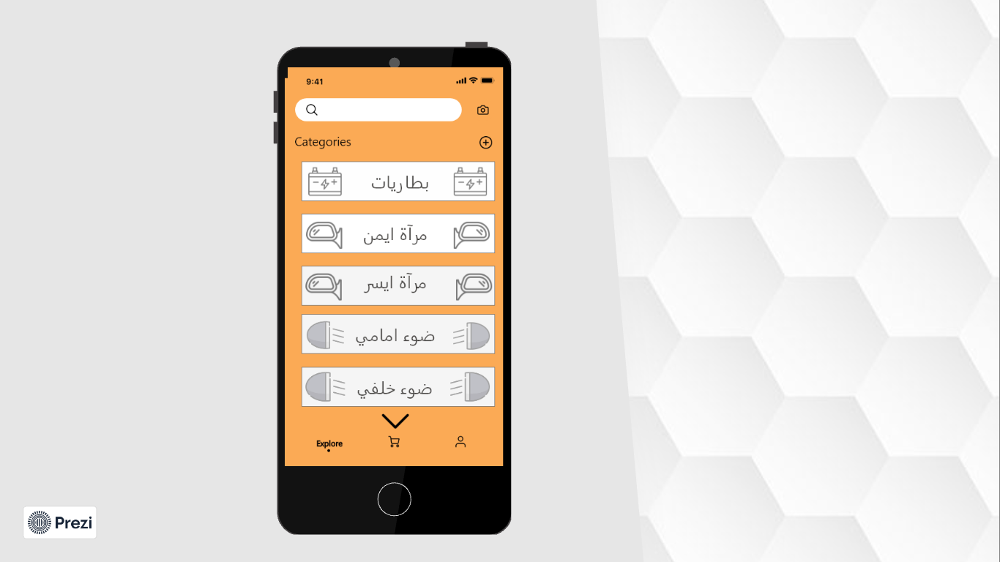 9:41
Categories
بطاريات
مرآة ايمن
مرآة ايسر
ضوء امامي
ضوء خلفي
Explore
Prezi